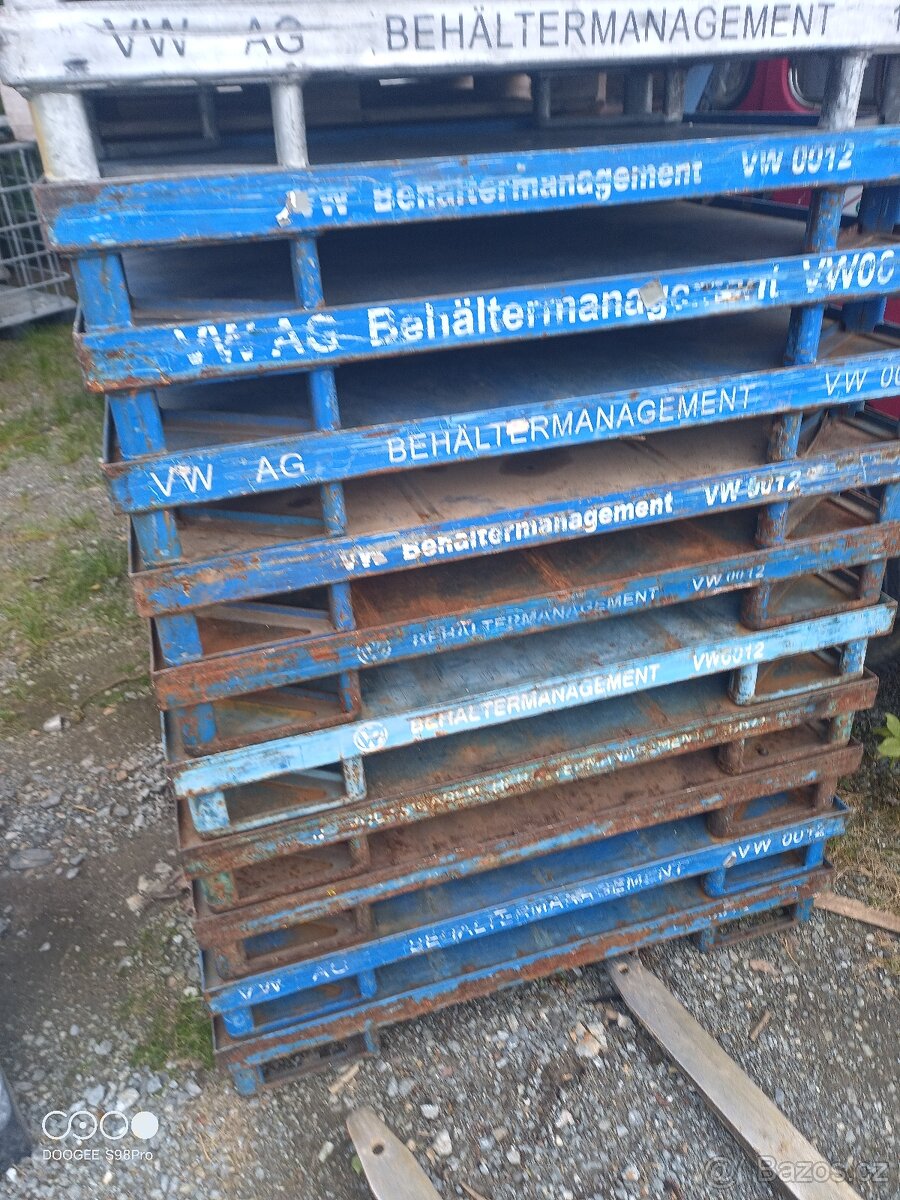 VW AG BEHÄLTERMANAGEMENT
VW Behältermanagement VW 0012
VW AG Behältermanagement VW00
VW AG BEHÄLTERMANAGEMENT VW 00
VW Behältermanagement VW 0012
BEHÄLTERMANAGEMENT VW 0012
BEHÄLTERMANAGEMENT VW0012
VW AG BEHÄLTERMANAGEMENT VW 0012
DOOGEE S98Pro
Bazos.cz